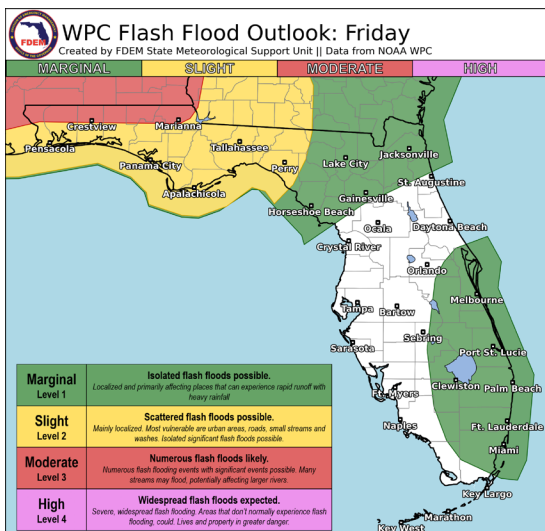 WPC Flash Flood Outlook: Friday
Created by FDEM State Meteorological Support Unit || Data from NOAA WPC
FDEM
MARGINAL SLIGHT MODERATE HIGH
Crestview
Marianna
Pensacola
Tallahassee
Jacksonville
Panama City
Perry
Lake City
Apalachicola
St. Augustine
Gainesville
Horseshoe Beach
Ocala
Daytona Beach
Crystal River
Orlando
Melbourne
Tampa
Bartow
Sebring
Sarasota
Port St. Lucie
Clewiston
Palm Beach
Ft. Myers
Naples
Ft. Lauderdale
Miami
Key Largo
Marathon
Key West
Marginal
Level 1
Isolated flash floods possible.
Localized and primarily affecting places that can experience rapid runoff with
heavy rainfall
Slight
Level 2
Scattered flash floods possible.
Mainly localized. Most vulnerable are urban areas, roads, small streams and
washes. Isolated significant flash floods possible.
Moderate
Level 3
Numerous flash floods likely.
Numerous flash flooding events with significant events possible. Many
streams may flood, potentially affecting larger rivers.
High
Level 4
Widespread flash floods expected.
Severe, widespread flash flooding. Areas that don't normally experience flash
flooding, could. Lives and property in greater danger.